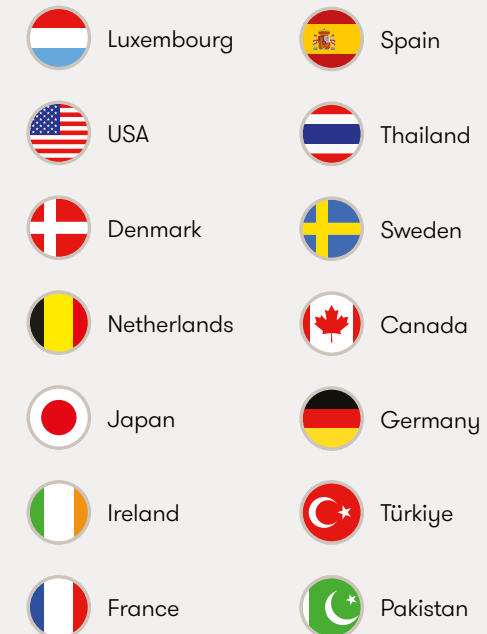 Luxembourg
Spain
USA
Thailand
Denmark
Sweden
Netherlands
Canada
Japan
Germany
Ireland
Türkiye
France
Pakistan